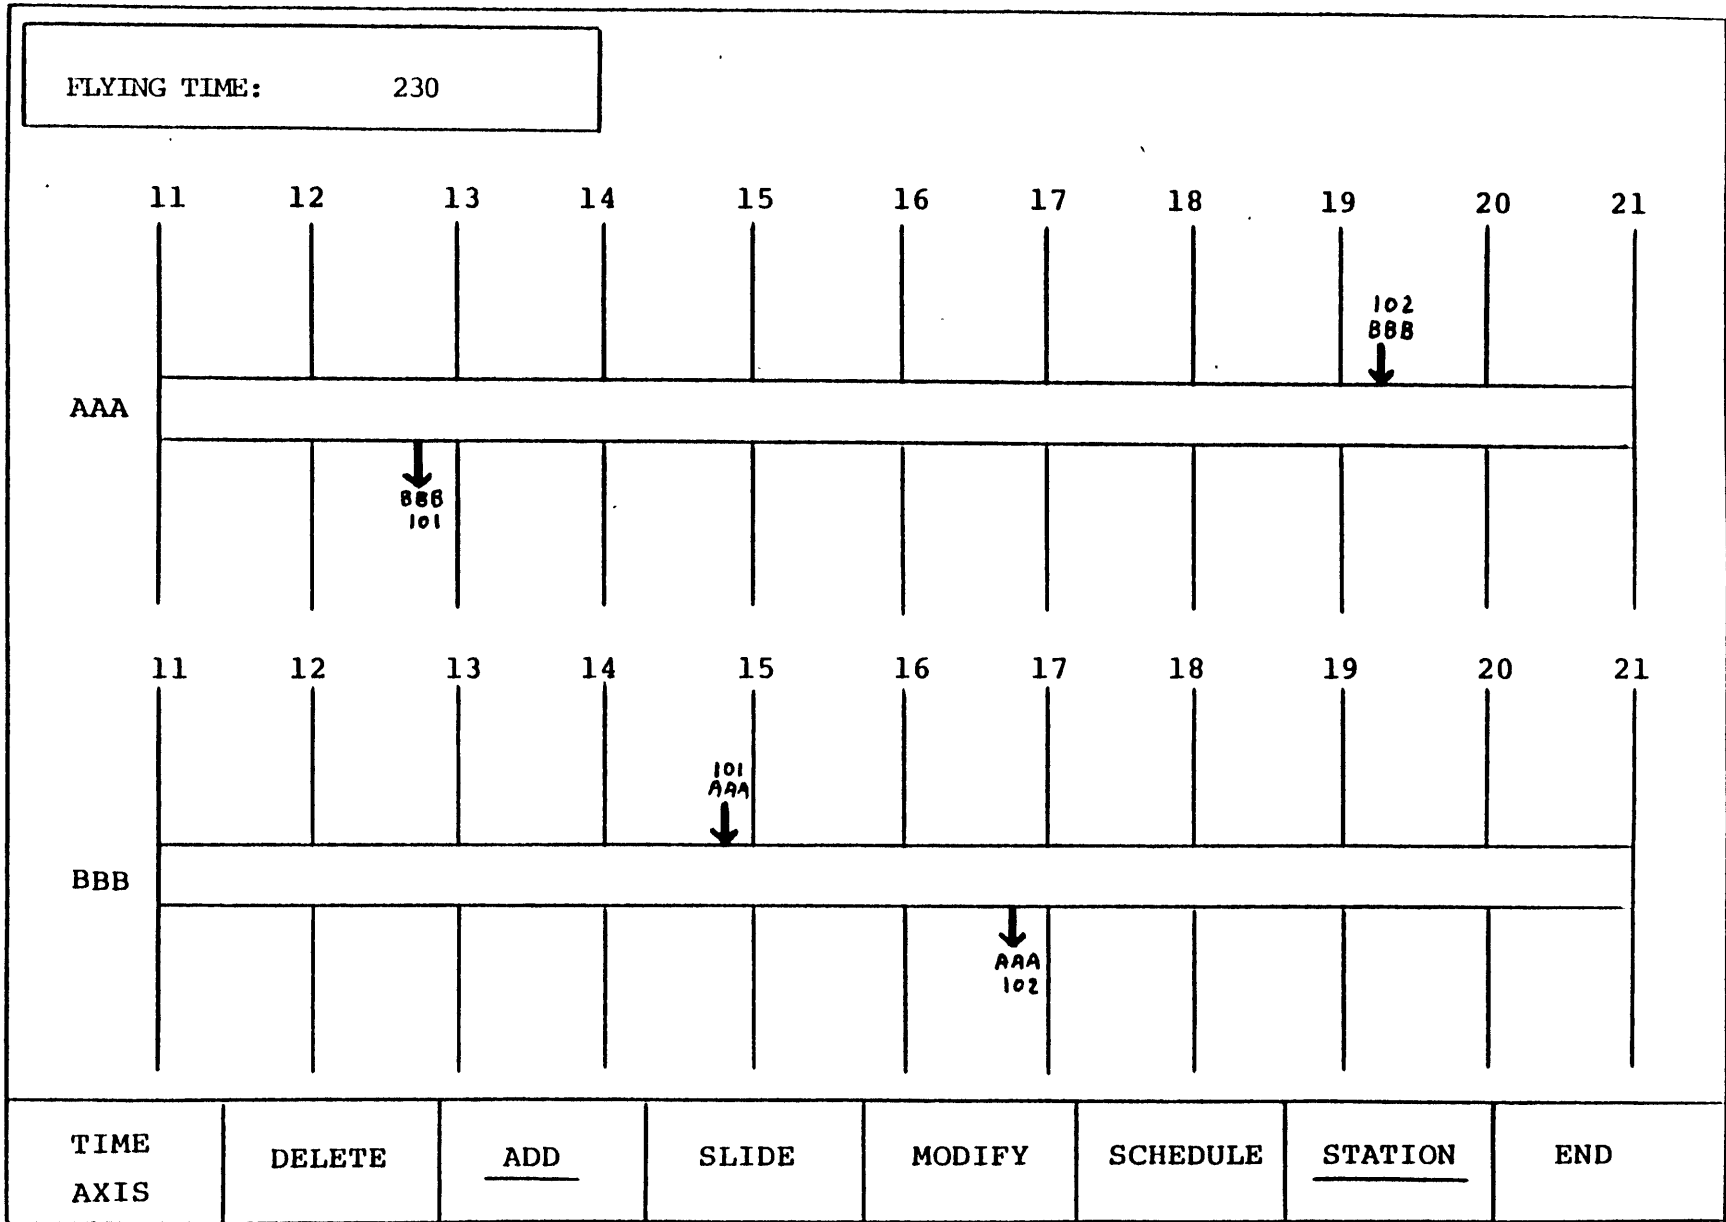 FLYING TIME: 230
11 12 13 14 15 16 17 18 19 20 21
102
BBB
AAA
BBB
101
11 12 13 14 15 16 17 18 19 20 21
101
AAA
BBB
AAA
102
TIME AXIS DELETE ADD SLIDE MODIFY SCHEDULE STATION END